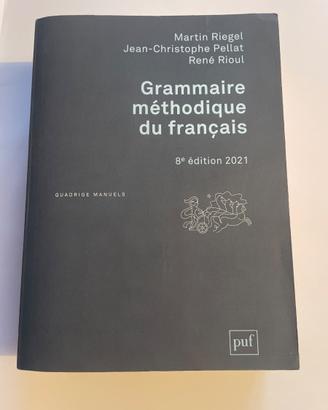 Martin Riegel
Jean-Christophe Pellat
René Rioul
Grammaire
méthodique
du français
8ᵉ édition 2021
QUADRIGE MANUELS
puf